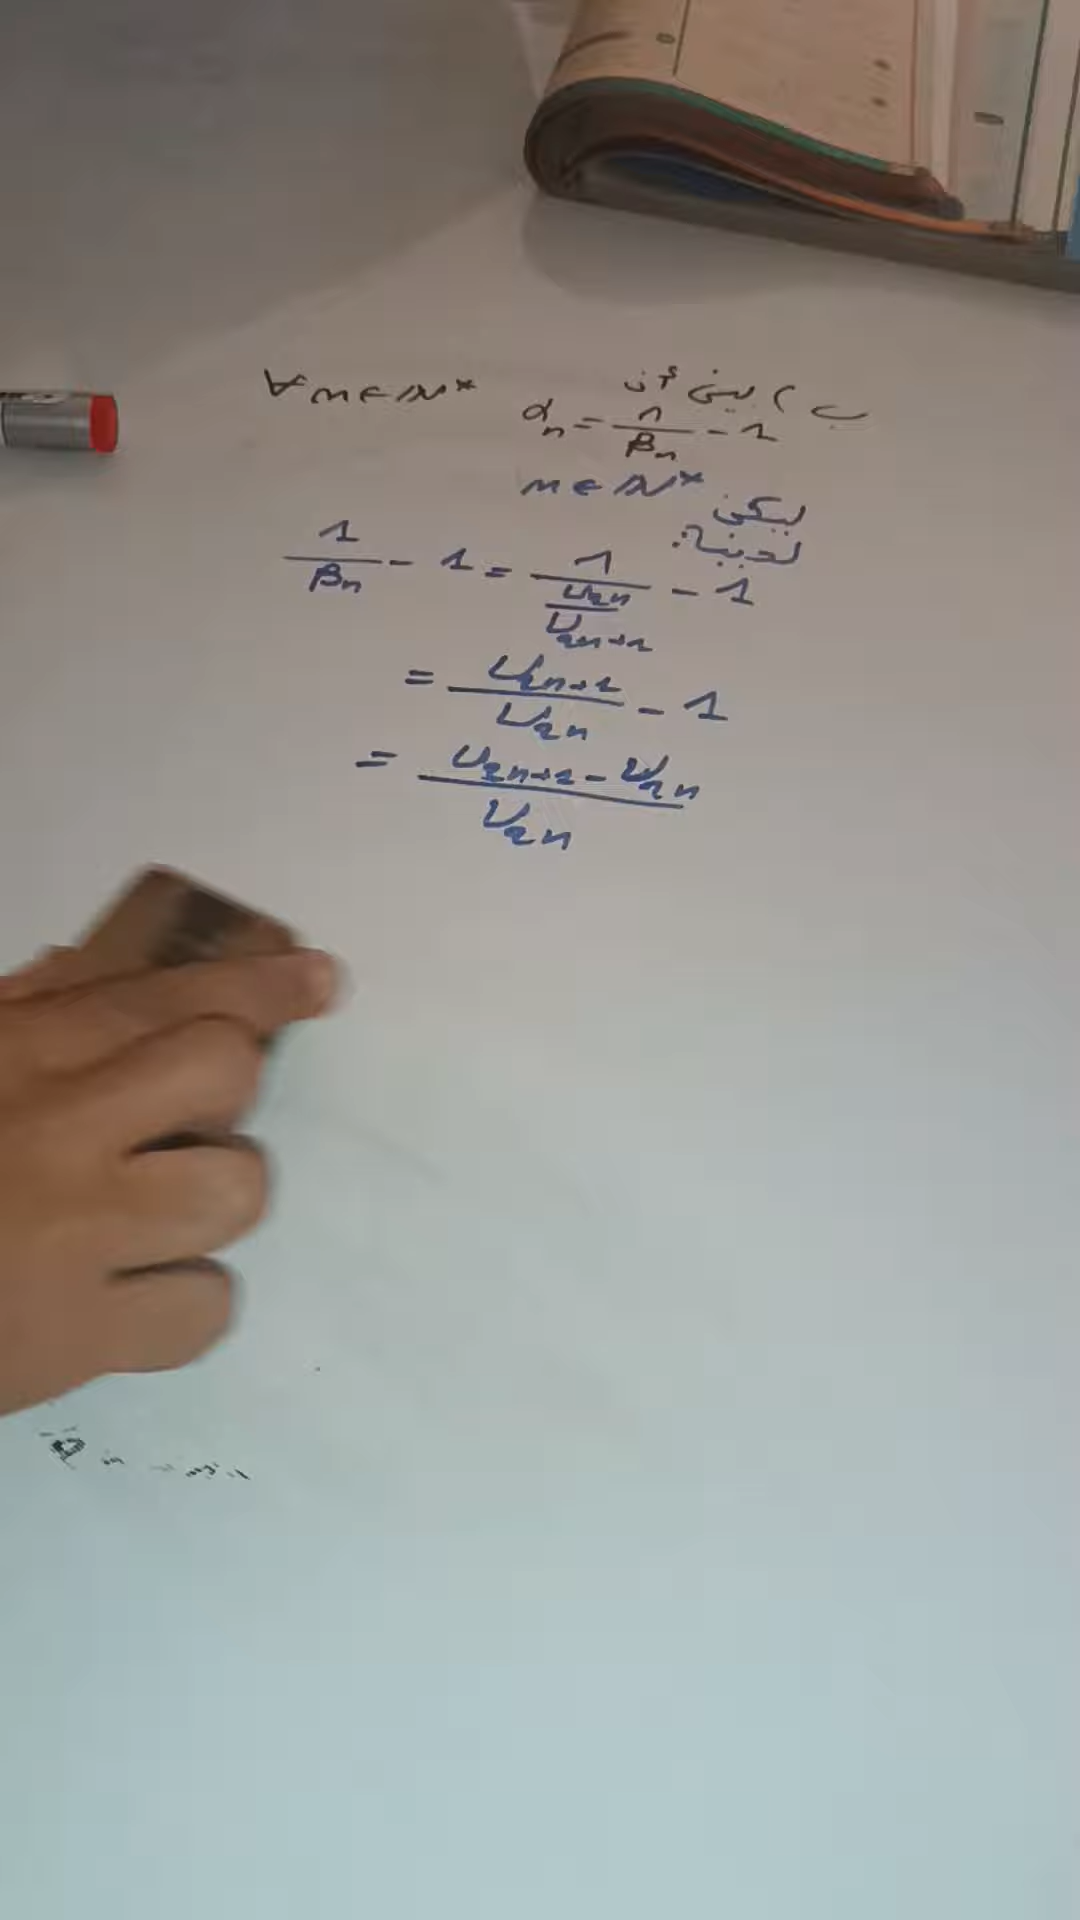 ب) بين أن ∀n∈ℕ* αₙ = 1/βₙ - 1
ليكن n∈ℕ*
لدينا:
1/βₙ - 1 = 1/(U₂ₙ/U₂ₙ₊₁) - 1
= U₂ₙ₊₁/U₂ₙ - 1
= (U₂ₙ₊₁ - U₂ₙ)/U₂ₙ